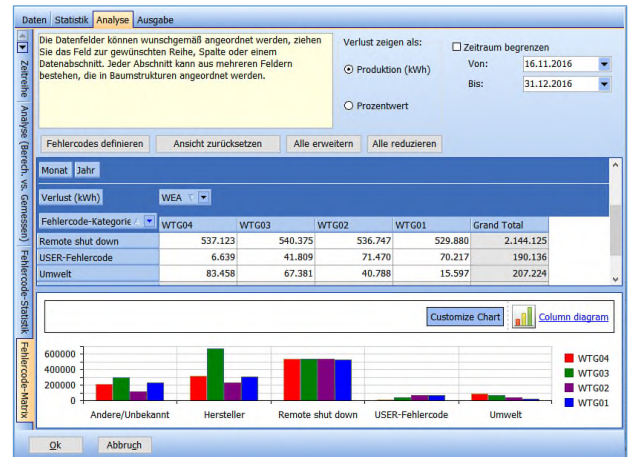 Daten Statistik Analyse Ausgabe
Zeitreihe
Analyse (Berech. vs. Gemessen)
Fehlercode-Statistik
Fehlercode-Matrix
Die Datenfelder können wunschgemäß angeordnet werden, ziehen
Sie das Feld zur gewünschten Reihe, Spalte oder einem
Datenabschnitt. Jeder Abschnitt kann aus mehreren Feldern
bestehen, die in Baumstrukturen angeordnet werden.
Verlust zeigen als:
Produktion (kWh)
Prozentwert
Zeitraum begrenzen
Von: 16.11.2016
Bis: 31.12.2016
Fehlercodes definieren Ansicht zurücksetzen Alle erweitern Alle reduzieren
Monat Jahr
Verlust (kWh) WEA
Fehlercode-Kategorie WTG04 WTG03 WTG02 WTG01 Grand Total
Remote shut down 537.123 540.375 536.747 529.880 2.144.125
USER-Fehlercode 6.639 41.809 71.470 70.217 190.136
Umwelt 83.458 67.381 40.788 15.597 207.224
Customize Chart Column diagram
600000
400000
200000
0
Andere/Unbekannt Hersteller Remote shut down USER-Fehlercode Umwelt
WTG04
WTG03
WTG02
WTG01
Ok Abbruch